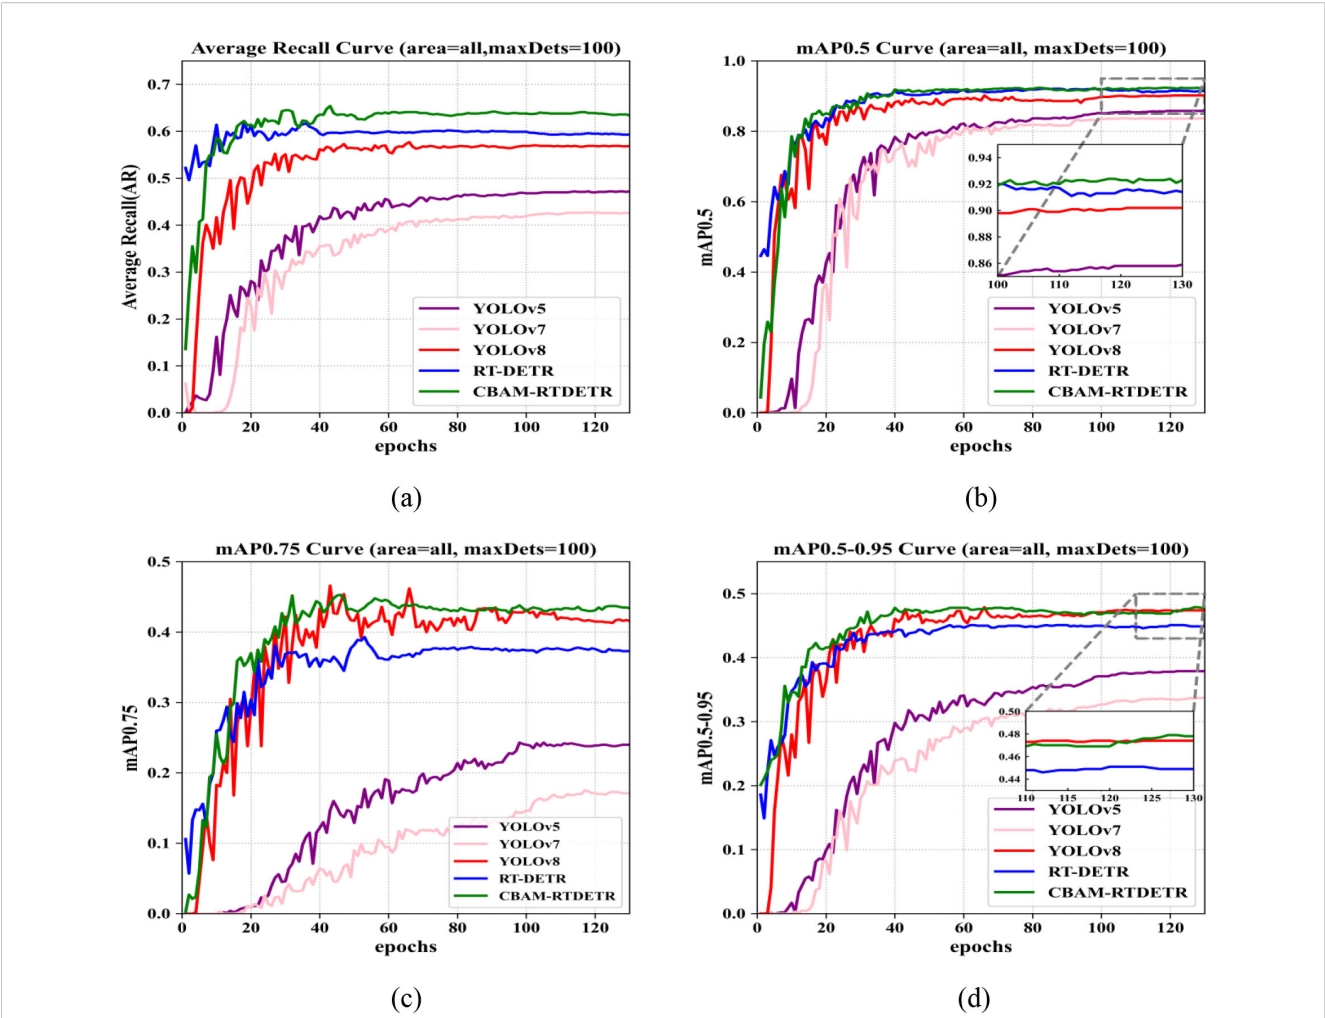 Average Recall Curve (area=all,maxDets=100)
Average Recall(AR)
0.7
0.6
0.5
0.4
0.3
0.2
0.1
0.0
0 20 40 60 80 100 120
epochs
YOLOv5
YOLOv7
YOLOv8
RT-DETR
CBAM-RTDETR
(a)
mAP0.5 Curve (area=all, maxDets=100)
mAP0.5
1.0
0.8
0.6
0.4
0.2
0.0
0 20 40 60 80 100 120
epochs
0.94
0.92
0.90
0.88
0.86
100 110 120 130
YOLOv5
YOLOv7
YOLOv8
RT-DETR
CBAM-RTDETR
(b)
mAP0.75 Curve (area=all, maxDets=100)
mAP0.75
0.5
0.4
0.3
0.2
0.1
0.0
0 20 40 60 80 100 120
epochs
YOLOv5
YOLOv7
YOLOv8
RT-DETR
CBAM-RTDETR
(c)
mAP0.5-0.95 Curve (area=all, maxDets=100)
mAP0.5-0.95
0.5
0.4
0.3
0.2
0.1
0.0
0 20 40 60 80 100 120
epochs
0.50
0.48
0.46
0.44
110 115 120 125 130
YOLOv5
YOLOv7
YOLOv8
RT-DETR
CBAM-RTDETR
(d)